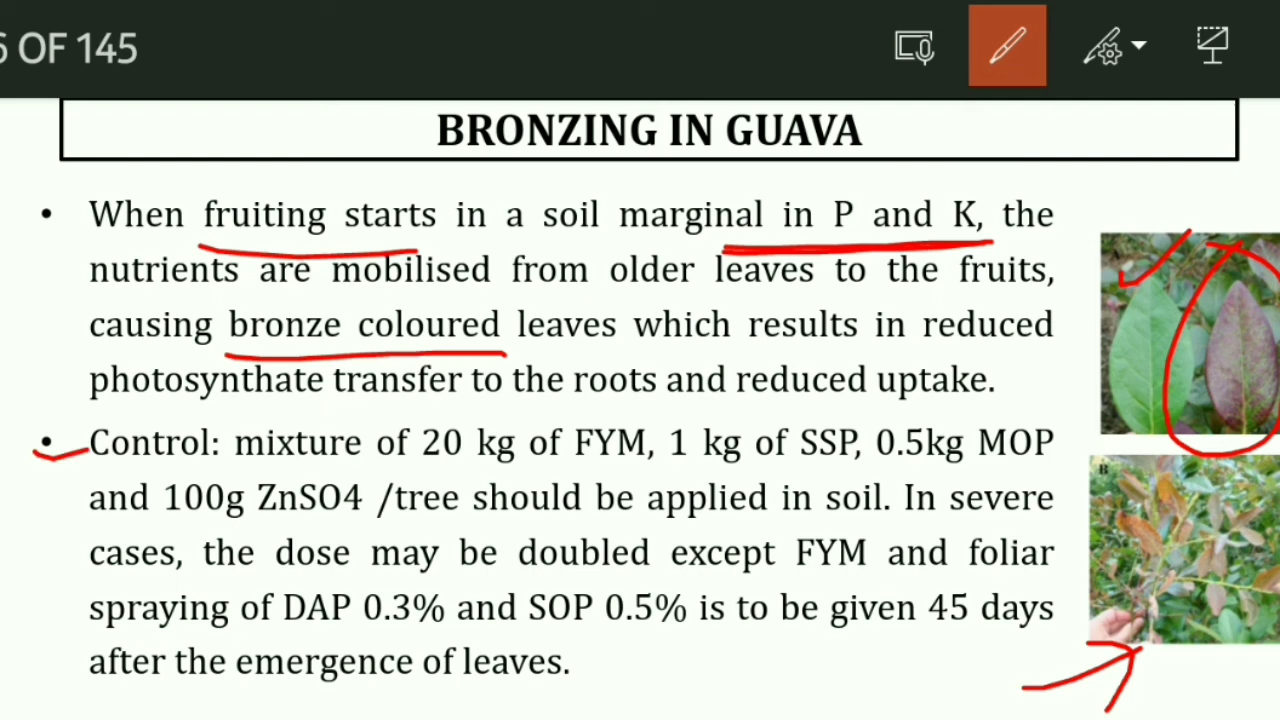 6 OF 145
BRONZING IN GUAVA
• When fruiting starts in a soil marginal in P and K, the
nutrients are mobilised from older leaves to the fruits,
causing bronze coloured leaves which results in reduced
photosynthate transfer to the roots and reduced uptake.
• Control: mixture of 20 kg of FYM, 1 kg of SSP, 0.5kg MOP
and 100g ZnSO4 /tree should be applied in soil. In severe
cases, the dose may be doubled except FYM and foliar
spraying of DAP 0.3% and SOP 0.5% is to be given 45 days
after the emergence of leaves.
B